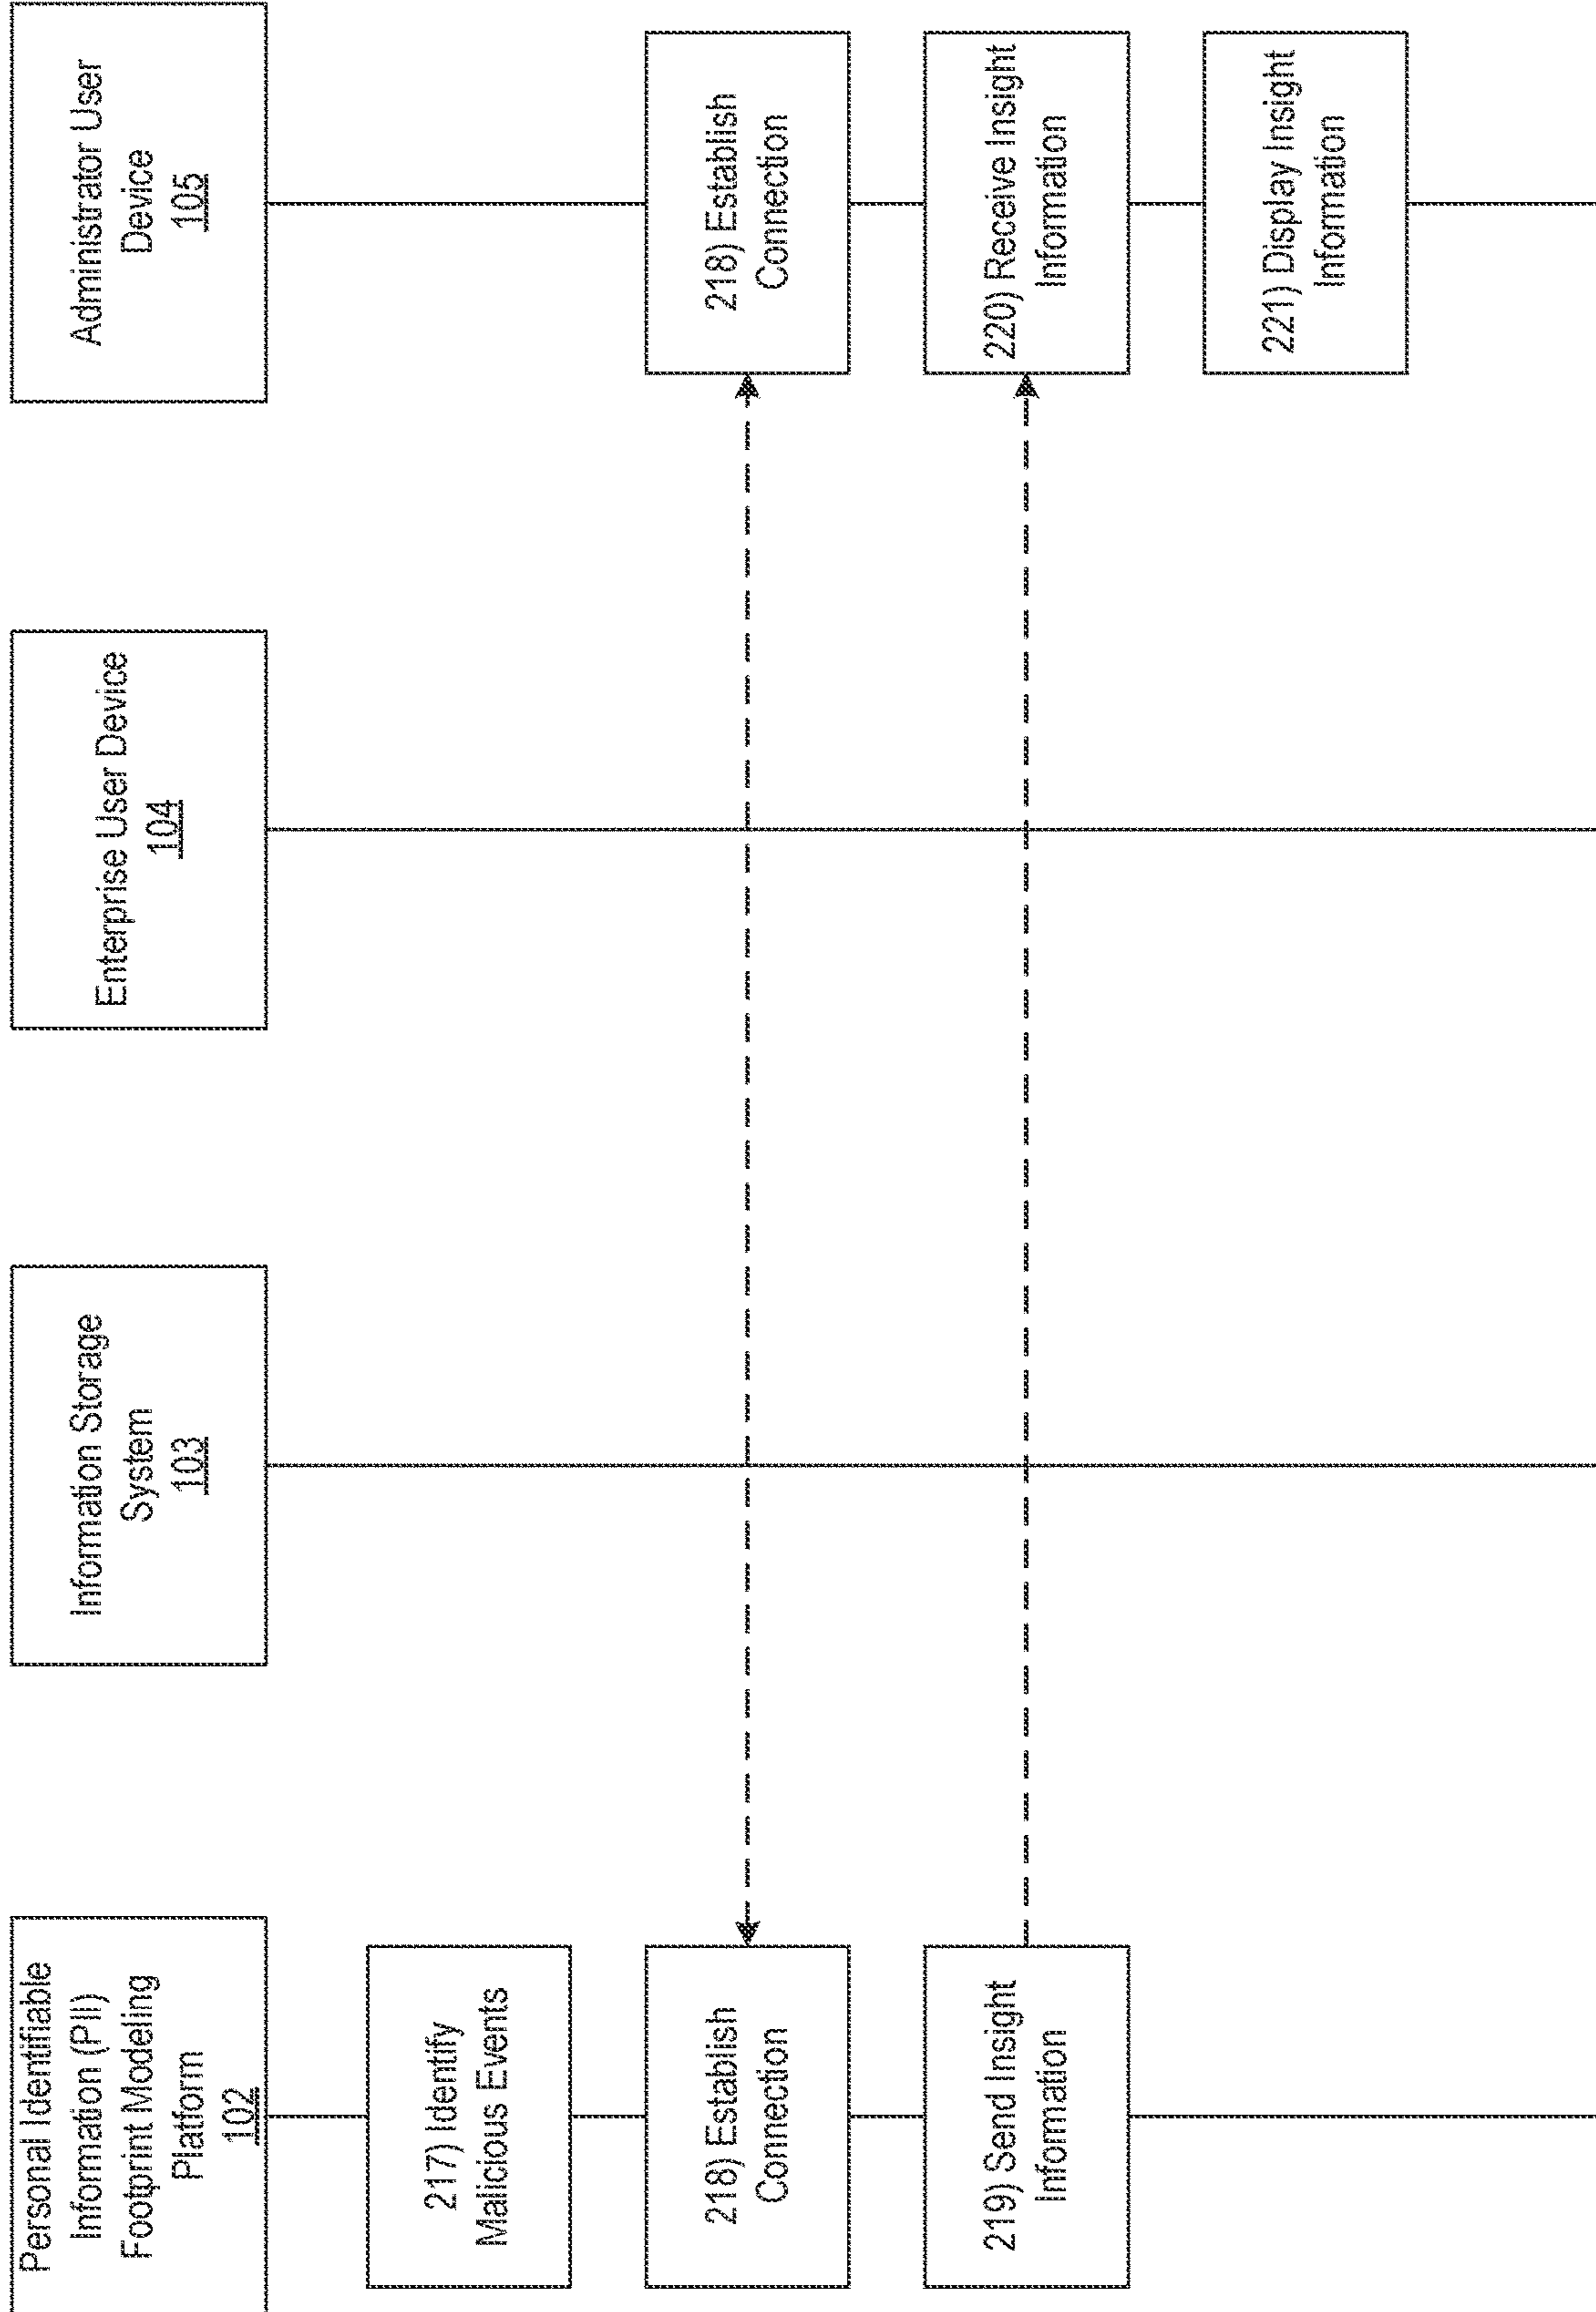 Personal Identifiable
Information (PII)
Footprint Modeling
Platform
102
Information Storage
System
103
Enterprise User Device
104
Administrator User
Device
105
217) Identify
Malicious Events
218) Establish
Connection
218) Establish
Connection
219) Send Insight
Information
220) Receive Insight
Information
221) Display Insight
Information